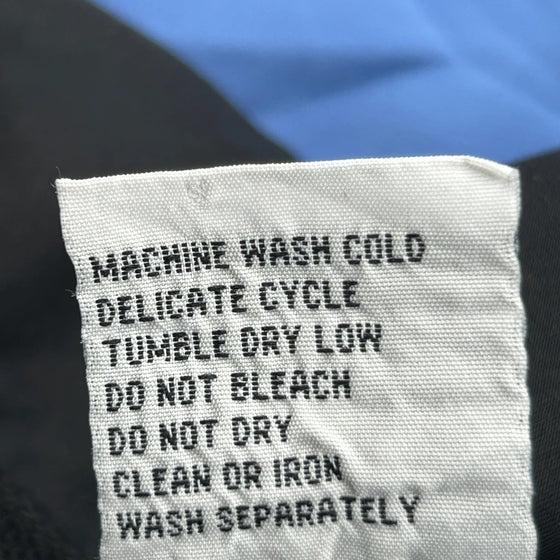 MACHINE WASH COLD
DELICATE CYCLE
TUMBLE DRY LOW
DO NOT BLEACH
DO NOT DRY
CLEAN OR IRON
WASH SEPARATELY